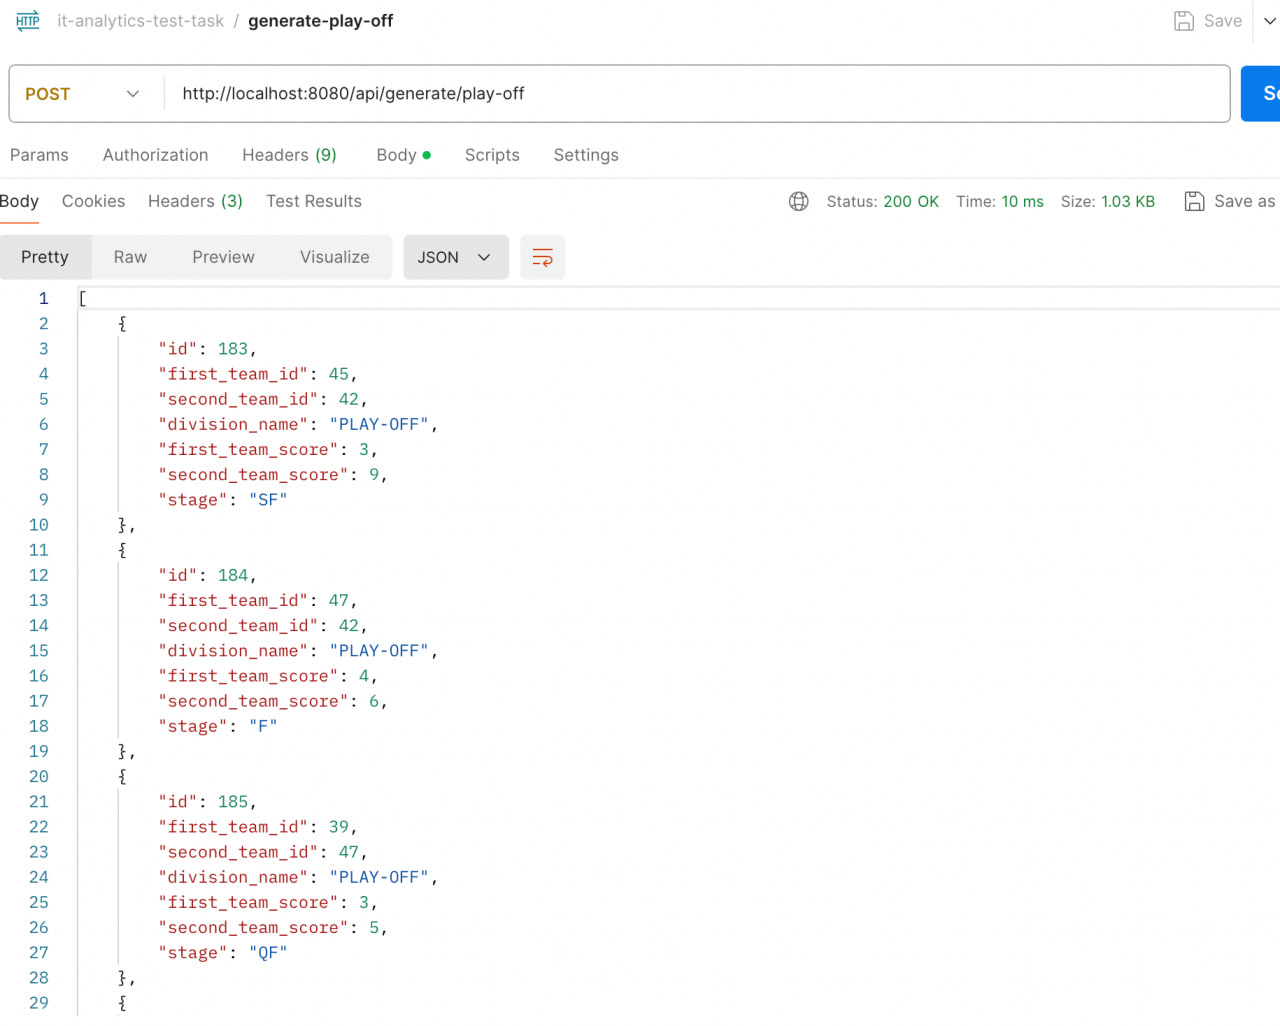 HTTP it-analytics-test-task / generate-play-off Save
POST http://localhost:8080/api/generate/play-off
Params Authorization Headers (9) Body Scripts Settings
Body Cookies Headers (3) Test Results Status: 200 OK Time: 10 ms Size: 1.03 KB Save as
Pretty Raw Preview Visualize JSON
1 [
2 {
3 "id": 183,
4 "first_team_id": 45,
5 "second_team_id": 42,
6 "division_name": "PLAY-OFF",
7 "first_team_score": 3,
8 "second_team_score": 9,
9 "stage": "SF"
10 },
11 {
12 "id": 184,
13 "first_team_id": 47,
14 "second_team_id": 42,
15 "division_name": "PLAY-OFF",
16 "first_team_score": 4,
17 "second_team_score": 6,
18 "stage": "F"
19 },
20 {
21 "id": 185,
22 "first_team_id": 39,
23 "second_team_id": 47,
24 "division_name": "PLAY-OFF",
25 "first_team_score": 3,
26 "second_team_score": 5,
27 "stage": "QF"
28 },
29 {